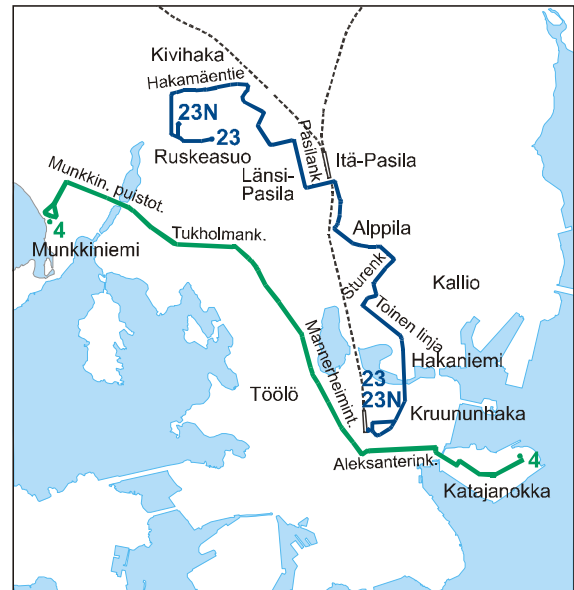 Kivihaka
Hakamäentie
23N
23
Ruskeasuo
Länsi-
Pasila
Pasilank
Itä-Pasila
Munkkin. puistot.
4
Munkkiniemi
Tukholmank.
Alppila
Sturenk
Kallio
Toinen linja
Hakaniemi
Mannerheimint.
Töölö
23
23N
Kruununhaka
Aleksanterink.
4
Katajanokka